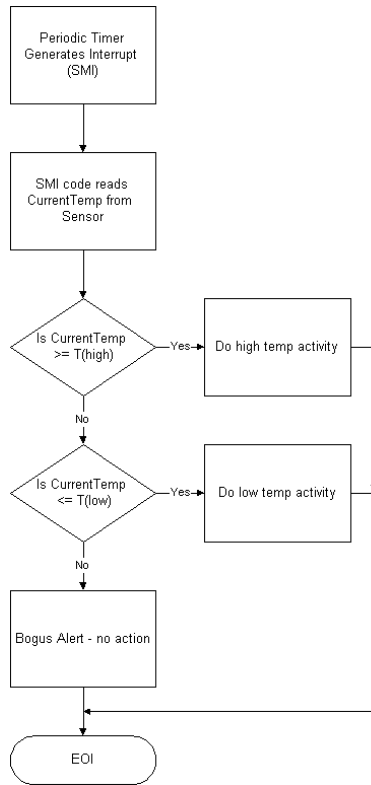 Periodic Timer
Generates Interrupt
(SMI)
SMI code reads
CurrentTemp from
Sensor
Is CurrentTemp
>= T(high)
Yes
Do high temp activity
No
Is CurrentTemp
<= T(low)
Yes
Do low temp activity
No
Bogus Alert - no action
EOI